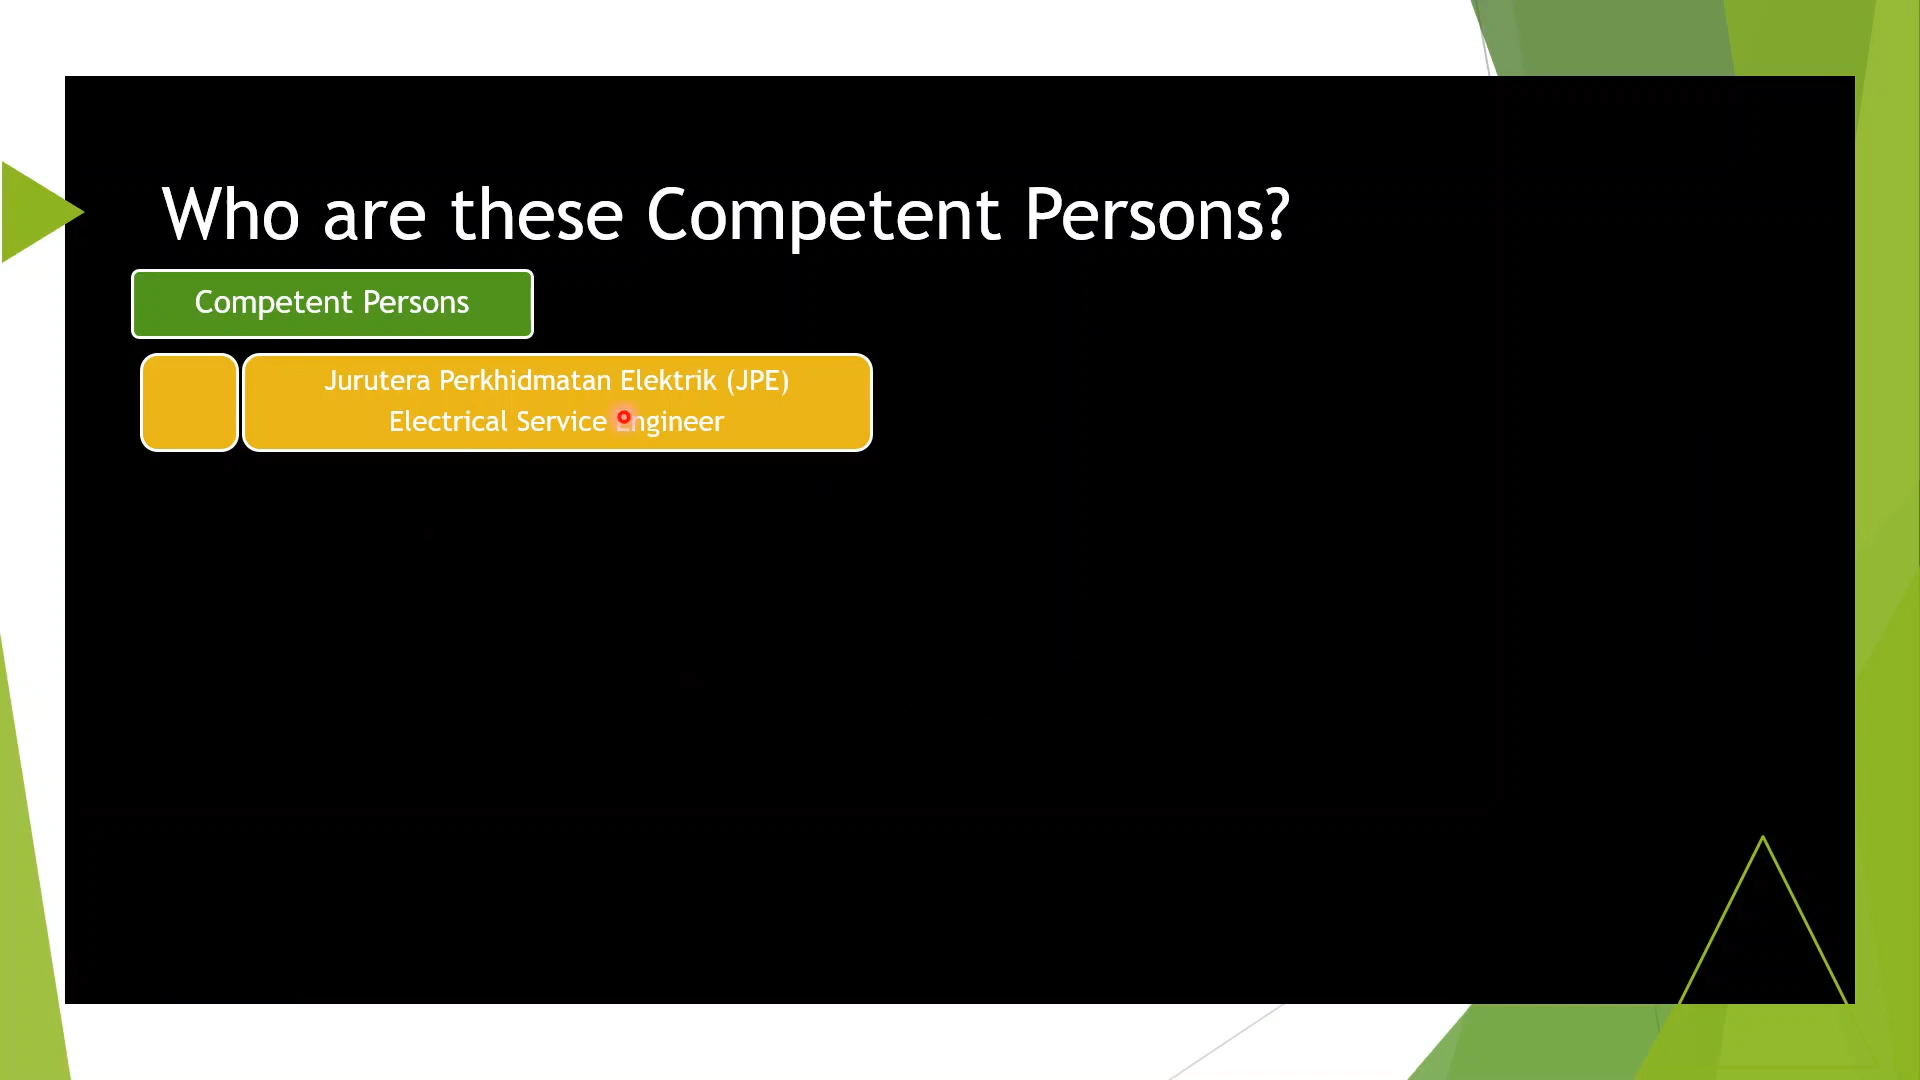 Who are these Competent Persons?
Competent Persons
Jurutera Perkhidmatan Elektrik (JPE)
Electrical Service Engineer